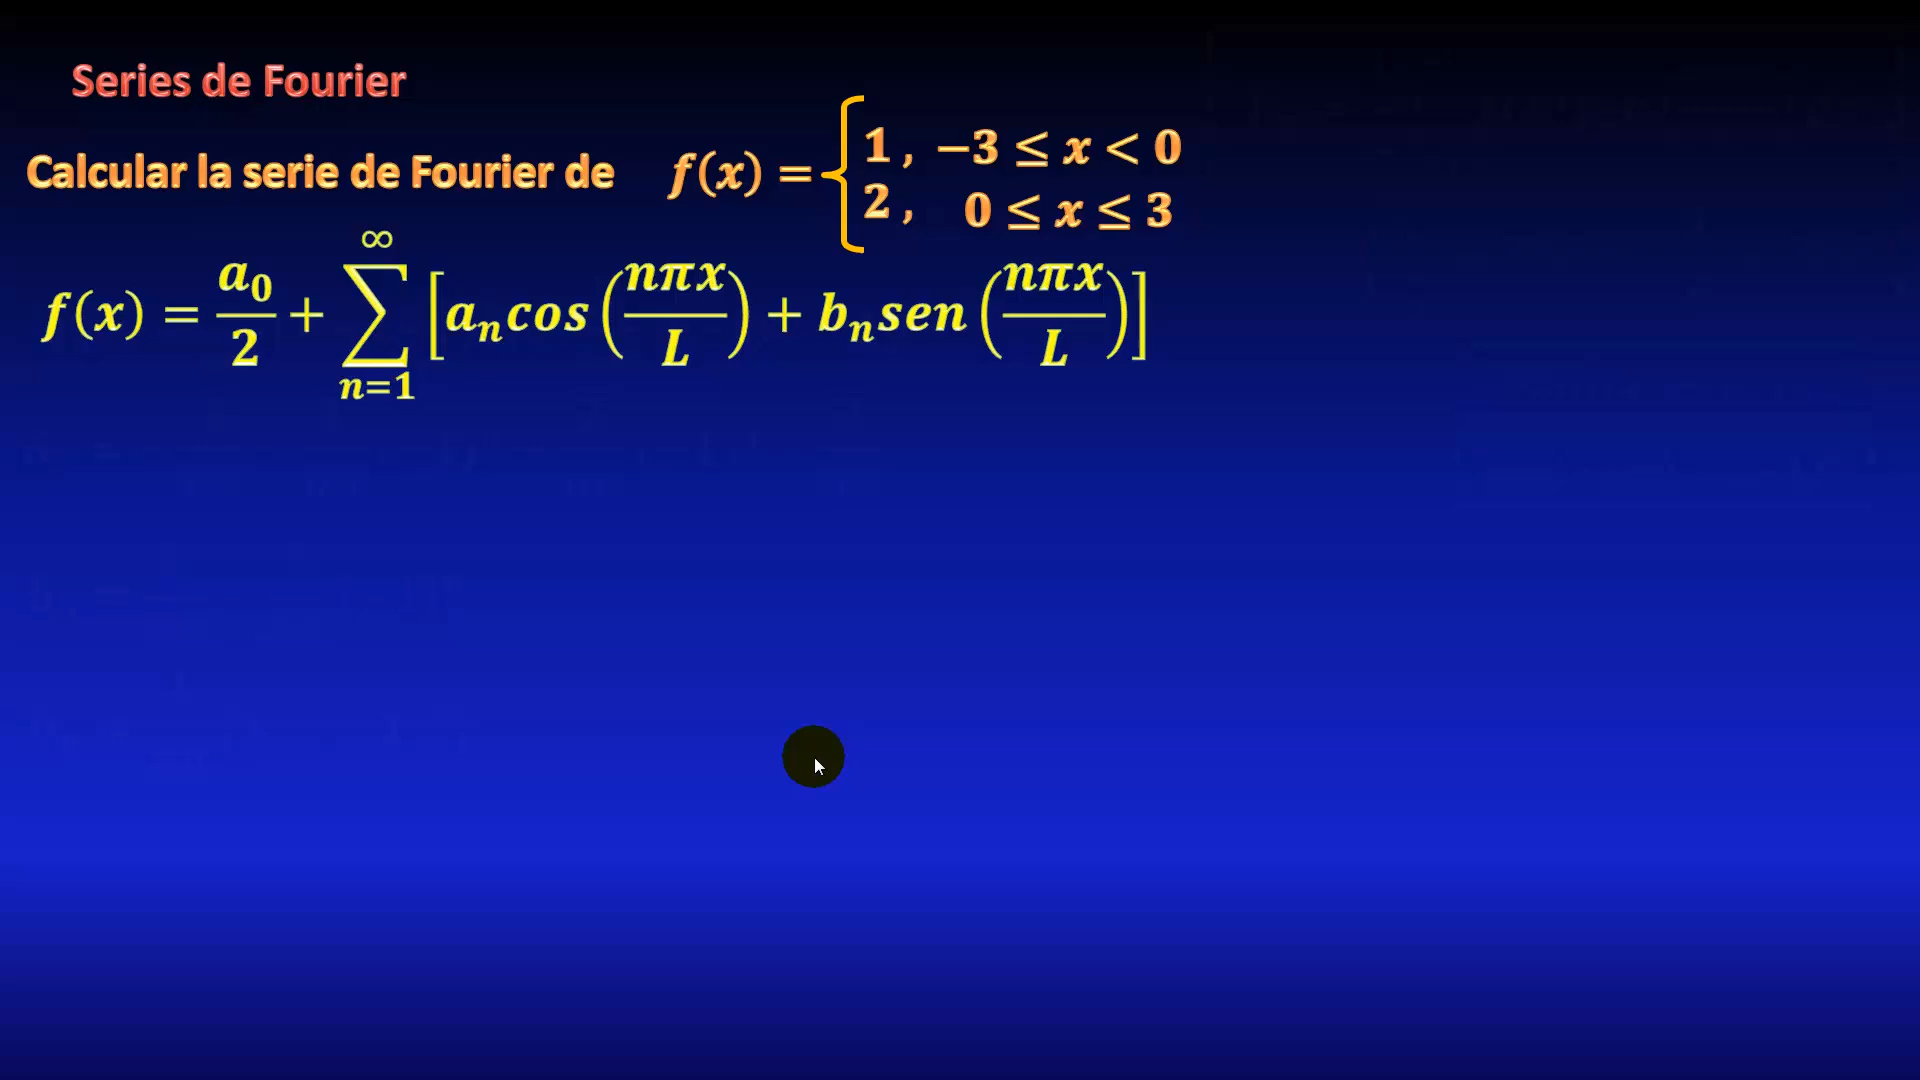 Series de Fourier
Calcular la serie de Fourier de f(x) = { 1 , −3 ≤ x < 0
2 , 0 ≤ x ≤ 3
f(x) = a₀/2 + ∑_{n=1}^{∞} [aₙcos(nπx/L) + bₙsen(nπx/L)]